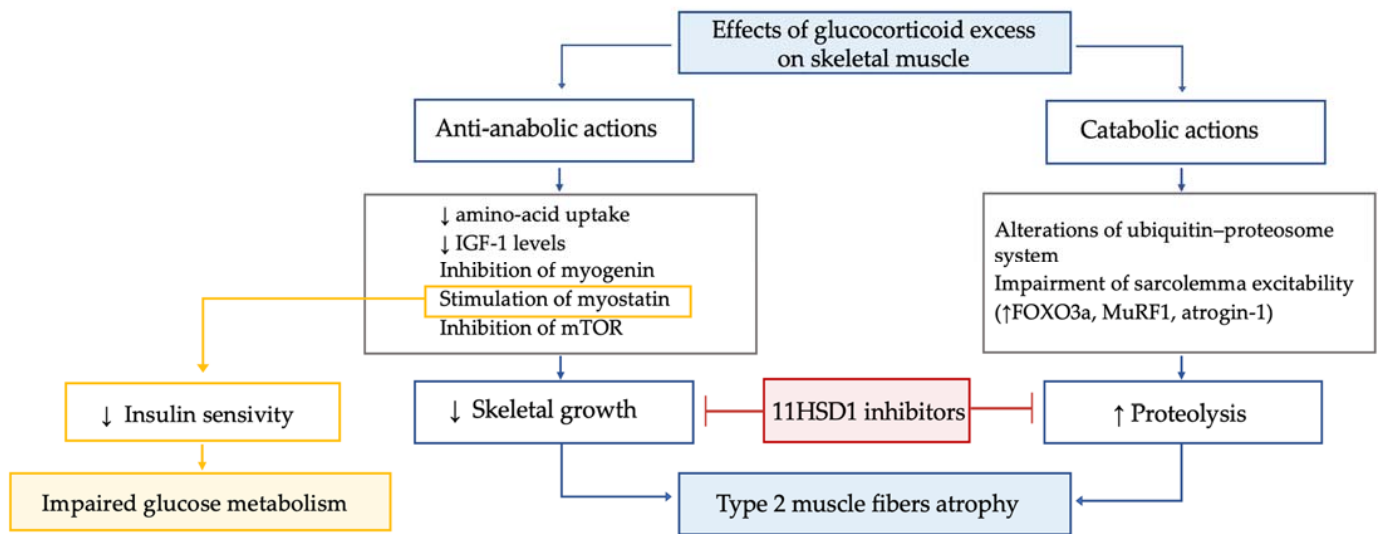 Effects of glucocorticoid excess
on skeletal muscle
Anti-anabolic actions
Catabolic actions
↓ amino-acid uptake
↓ IGF-1 levels
Inhibition of myogenin
Stimulation of myostatin
Inhibition of mTOR
Alterations of ubiquitin–proteosome
system
Impairment of sarcolemma excitability
(↑FOXO3a, MuRF1, atrogin-1)
↓ Insulin sensivity
↓ Skeletal growth
11HSD1 inhibitors
↑ Proteolysis
Impaired glucose metabolism
Type 2 muscle fibers atrophy